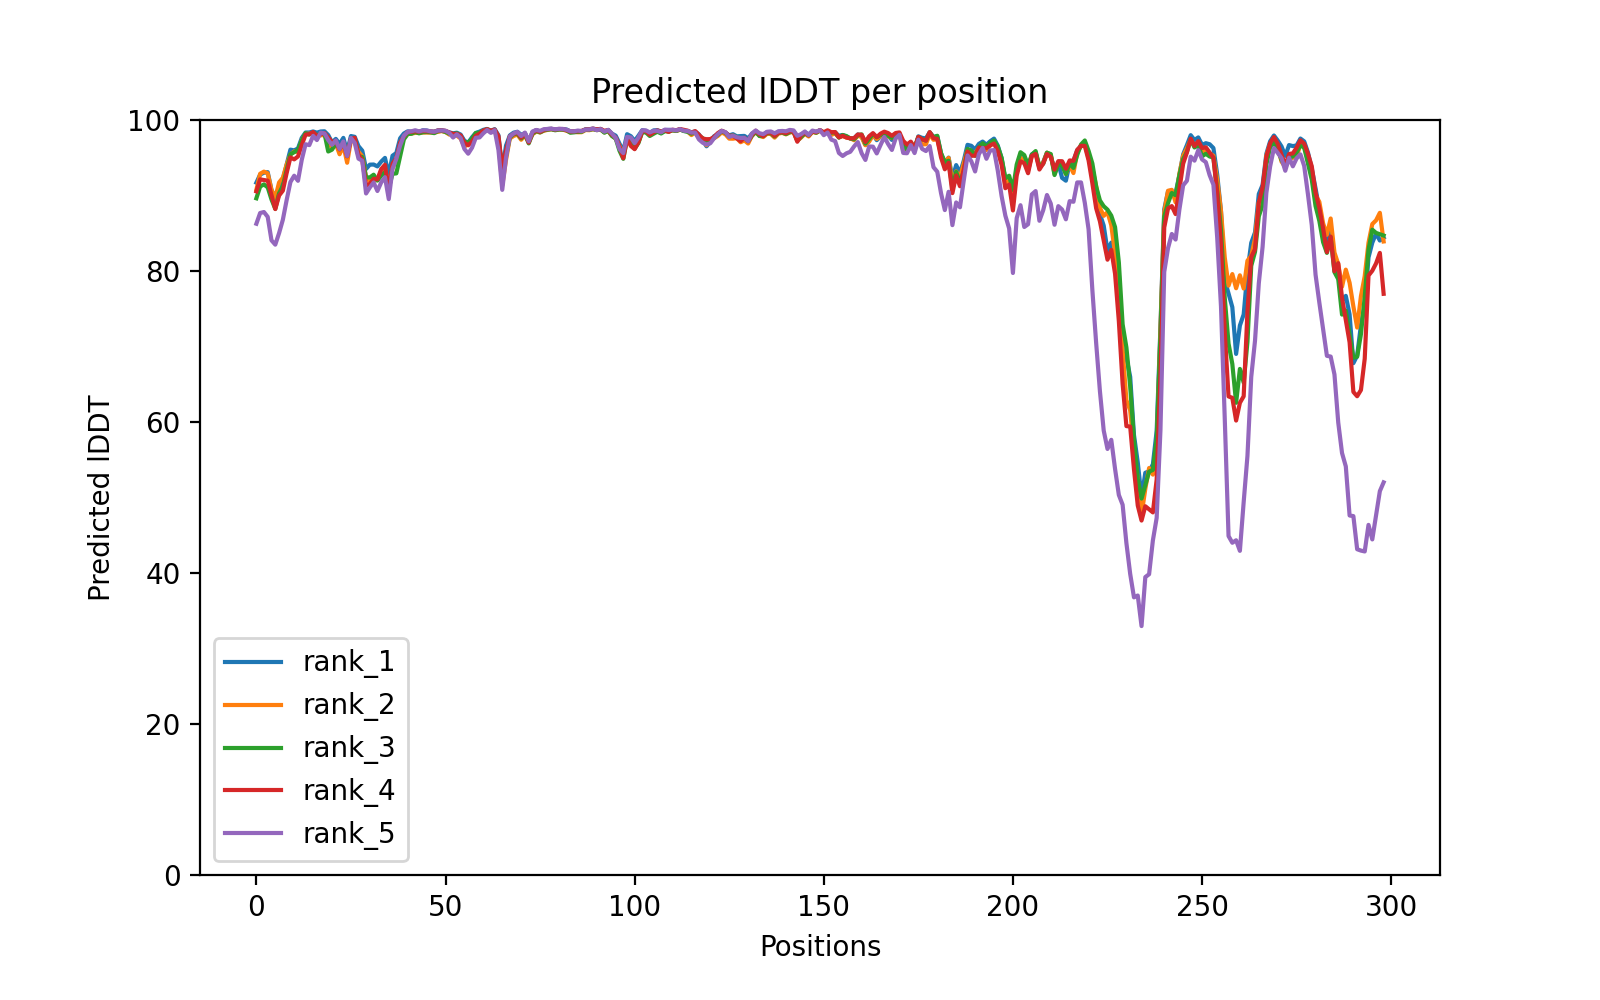 Predicted lDDT per position
100
80
60
40
20
0
Predicted lDDT
rank_1
rank_2
rank_3
rank_4
rank_5
0 50 100 150 200 250 300
Positions